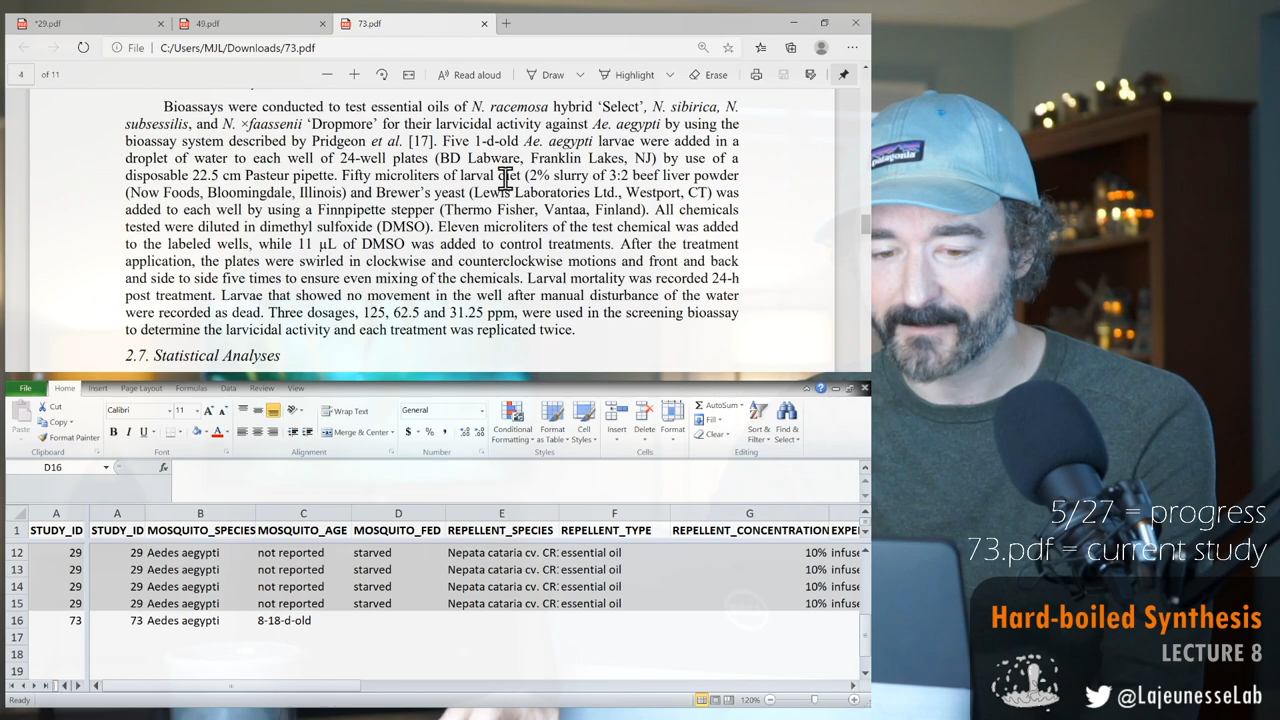 *29.pdf
49.pdf
73.pdf
File C:/Users/MJL/Downloads/73.pdf
4 of 11
Read aloud Draw Highlight Erase
Bioassays were conducted to test essential oils of N. racemosa hybrid ‘Select’, N. sibirica, N.
subsessilis, and N. ×faassenii ‘Dropmore’ for their larvicidal activity against Ae. aegypti by using the
bioassay system described by Pridgeon et al. [17]. Five 1-d-old Ae. aegypti larvae were added in a
droplet of water to each well of 24-well plates (BD Labware, Franklin Lakes, NJ) by use of a
disposable 22.5 cm Pasteur pipette. Fifty microliters of larval diet (2% slurry of 3:2 beef liver powder
(Now Foods, Bloomingdale, Illinois) and Brewer’s yeast (Lewis Laboratories Ltd., Westport, CT) was
added to each well by using a Finnpipette stepper (Thermo Fisher, Vantaa, Finland). All chemicals
tested were diluted in dimethyl sulfoxide (DMSO). Eleven microliters of the test chemical was added
to the labeled wells, while 11 µL of DMSO was added to control treatments. After the treatment
application, the plates were swirled in clockwise and counterclockwise motions and front and back
and side to side five times to ensure even mixing of the chemicals. Larval mortality was recorded 24-h
post treatment. Larvae that showed no movement in the well after manual disturbance of the water
were recorded as dead. Three dosages, 125, 62.5 and 31.25 ppm, were used in the screening bioassay
to determine the larvicidal activity and each treatment was replicated twice.
2.7. Statistical Analyses
File Home Insert Page Layout Formulas Data Review View
Paste Cut Copy Format Painter
Calibri 11 B I U
Wrap Text Merge & Center
General $ % ,
Conditional Formatting Format as Table Cell Styles
Insert Delete Format
AutoSum Fill Clear Sort & Filter Find & Select
Clipboard Font Alignment Number Styles Cells Editing
D16 fx
A A B C D E F G
1 STUDY_ID STUDY_ID MOSQUITO_SPECIES MOSQUITO_AGE MOSQUITO_FED REPELLENT_SPECIES REPELLENT_TYPE REPELLENT_CONCENTRATION EXPE
12 29 29 Aedes aegypti not reported starved Nepata cataria cv. CR: essential oil 10% infuse
13 29 29 Aedes aegypti not reported starved Nepata cataria cv. CR: essential oil 10% infuse
14 29 29 Aedes aegypti not reported starved Nepata cataria cv. CR: essential oil 10% infuse
15 29 29 Aedes aegypti not reported starved Nepata cataria cv. CR: essential oil 10% infuse
16 73 73 Aedes aegypti 8-18-d-old
17
18
19
Ready 120%
patagonia
5/27 = progress
73.pdf = current study
Hard-boiled Synthesis
LECTURE 8
@LajeunesseLab